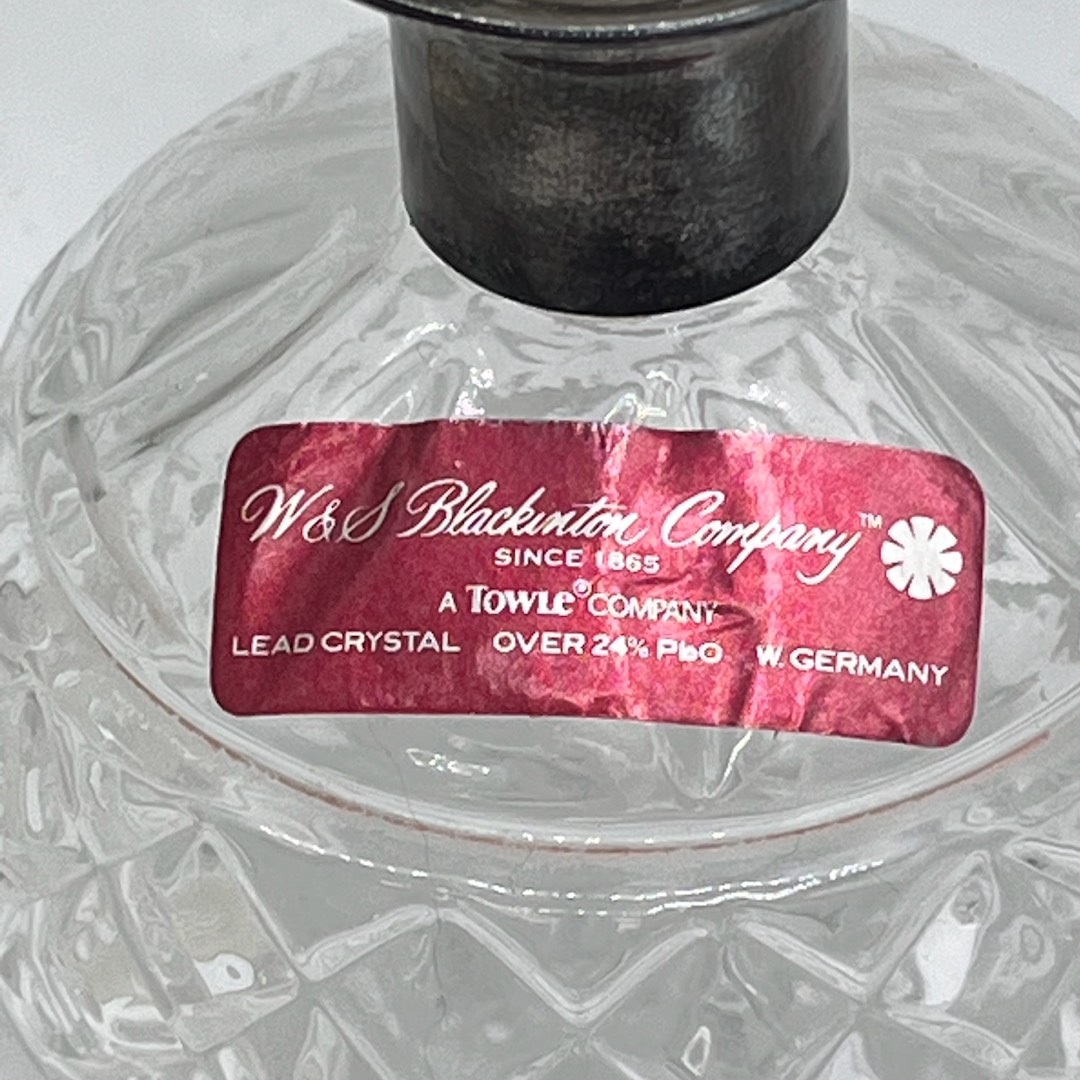 W & S Blackinton Company™
SINCE 1865
A TOWLE® COMPANY
LEAD CRYSTAL OVER 24% PbO W. GERMANY